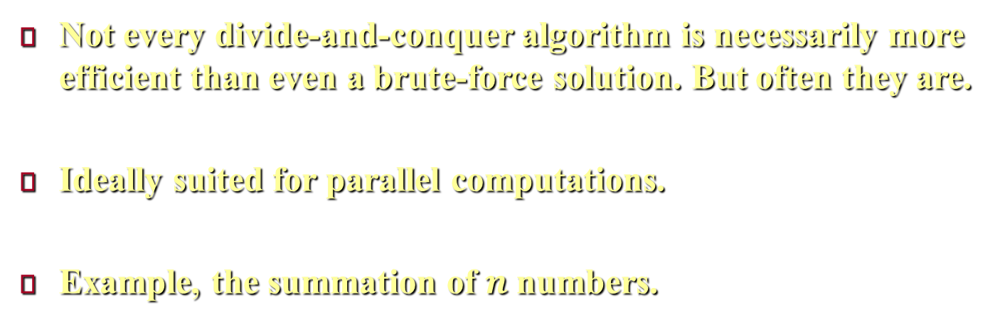 Not every divide-and-conquer algorithm is necessarily more
efficient than even a brute-force solution. But often they are.
Ideally suited for parallel computations.
Example, the summation of n numbers.